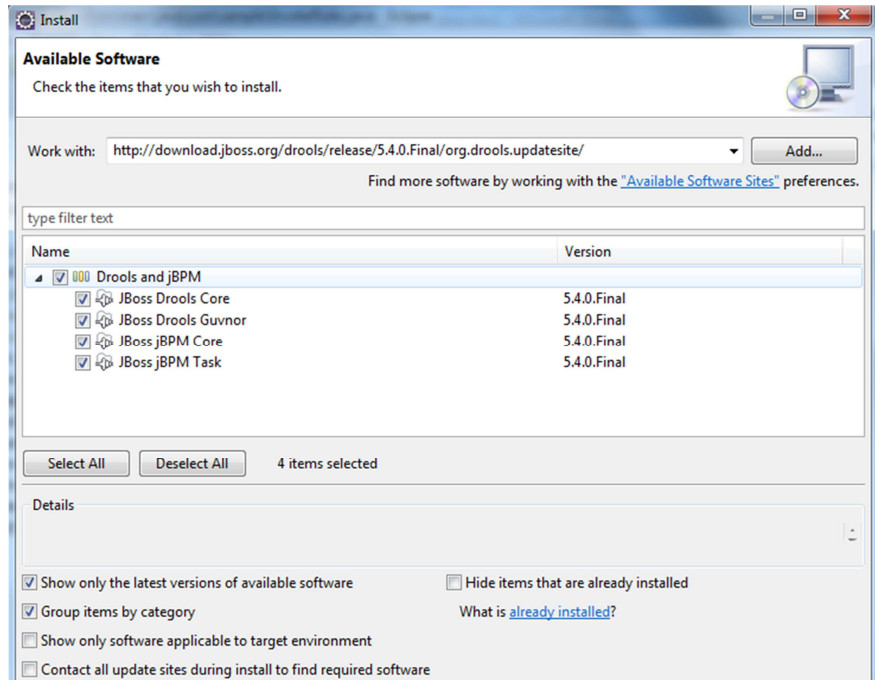 Install
Available Software
Check the items that you wish to install.
Work with: http://download.jboss.org/drools/release/5.4.0.Final/org.drools.updatesite/ Add...
Find more software by working with the "Available Software Sites" preferences.
type filter text
Name Version
Drools and jBPM
JBoss Drools Core 5.4.0.Final
JBoss Drools Guvnor 5.4.0.Final
JBoss jBPM Core 5.4.0.Final
JBoss jBPM Task 5.4.0.Final
Select All Deselect All 4 items selected
Details
Show only the latest versions of available software Hide items that are already installed
Group items by category What is already installed?
Show only software applicable to target environment
Contact all update sites during install to find required software